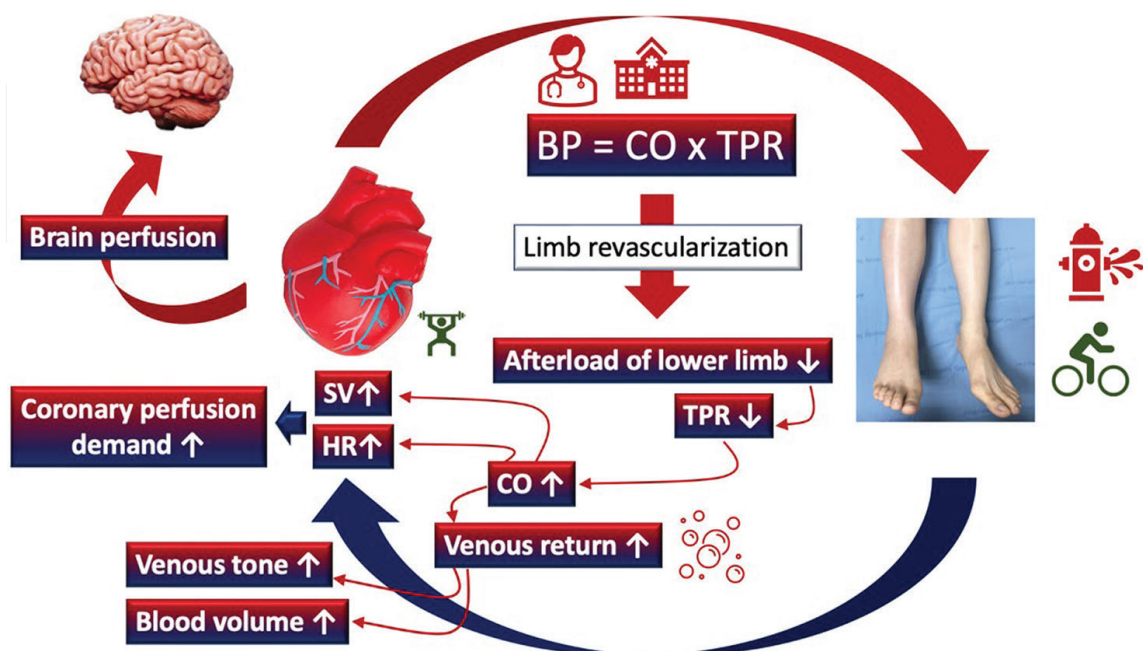 BP = CO x TPR
Brain perfusion
Limb revascularization
Afterload of lower limb ↓
SV↑
TPR ↓
Coronary perfusion
demand ↑
HR↑
CO ↑
Venous return ↑
Venous tone ↑
Blood volume ↑